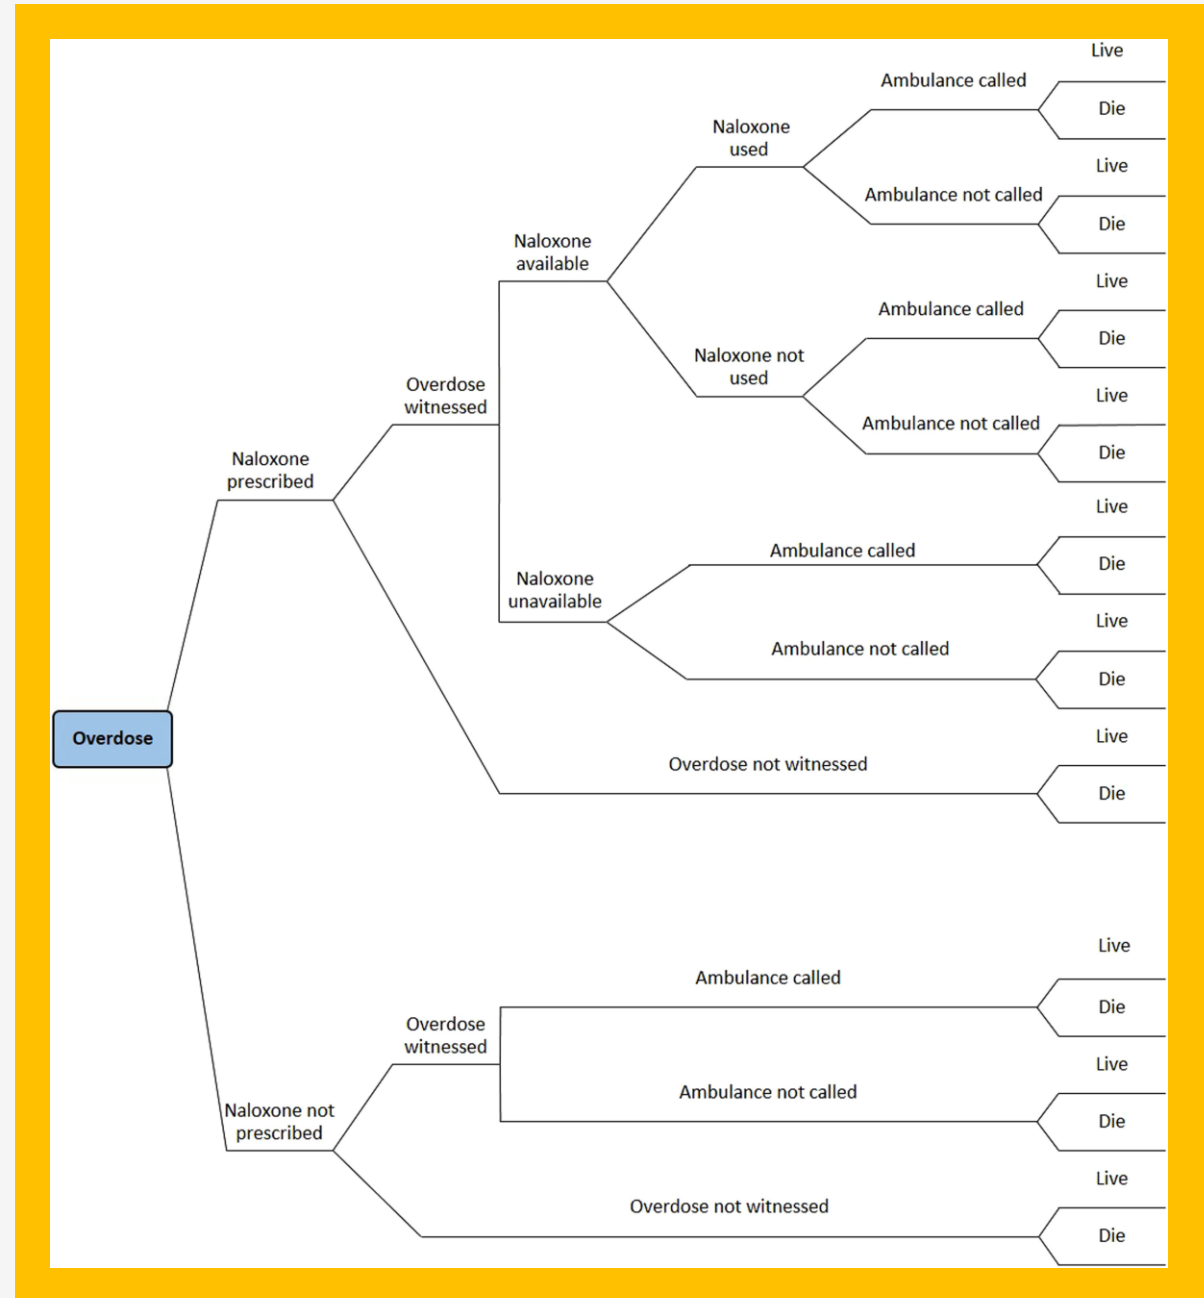 Live
Ambulance called
Die
Naloxone
used
Live
Ambulance not called
Die
Naloxone
available
Live
Ambulance called
Die
Naloxone not
used
Live
Ambulance not called
Die
Overdose
witnessed
Naloxone
prescribed
Live
Ambulance called
Die
Naloxone
unavailable
Live
Ambulance not called
Die
Overdose
Live
Overdose not witnessed
Die
Live
Ambulance called
Die
Overdose
witnessed
Live
Ambulance not called
Die
Naloxone not
prescribed
Live
Overdose not witnessed
Die